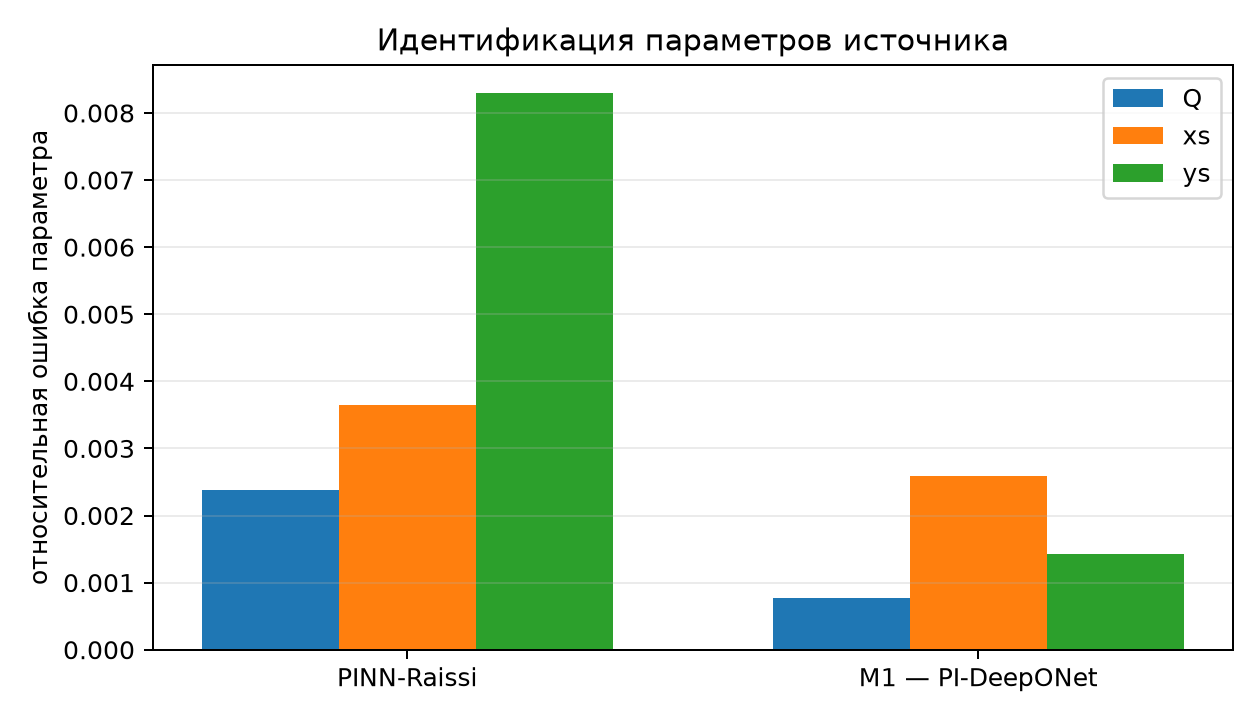 Идентификация параметров источника
относительная ошибка параметра
0.008
0.007
0.006
0.005
0.004
0.003
0.002
0.001
0.000
Q
xs
ys
PINN-Raissi
M1 — PI-DeepONet